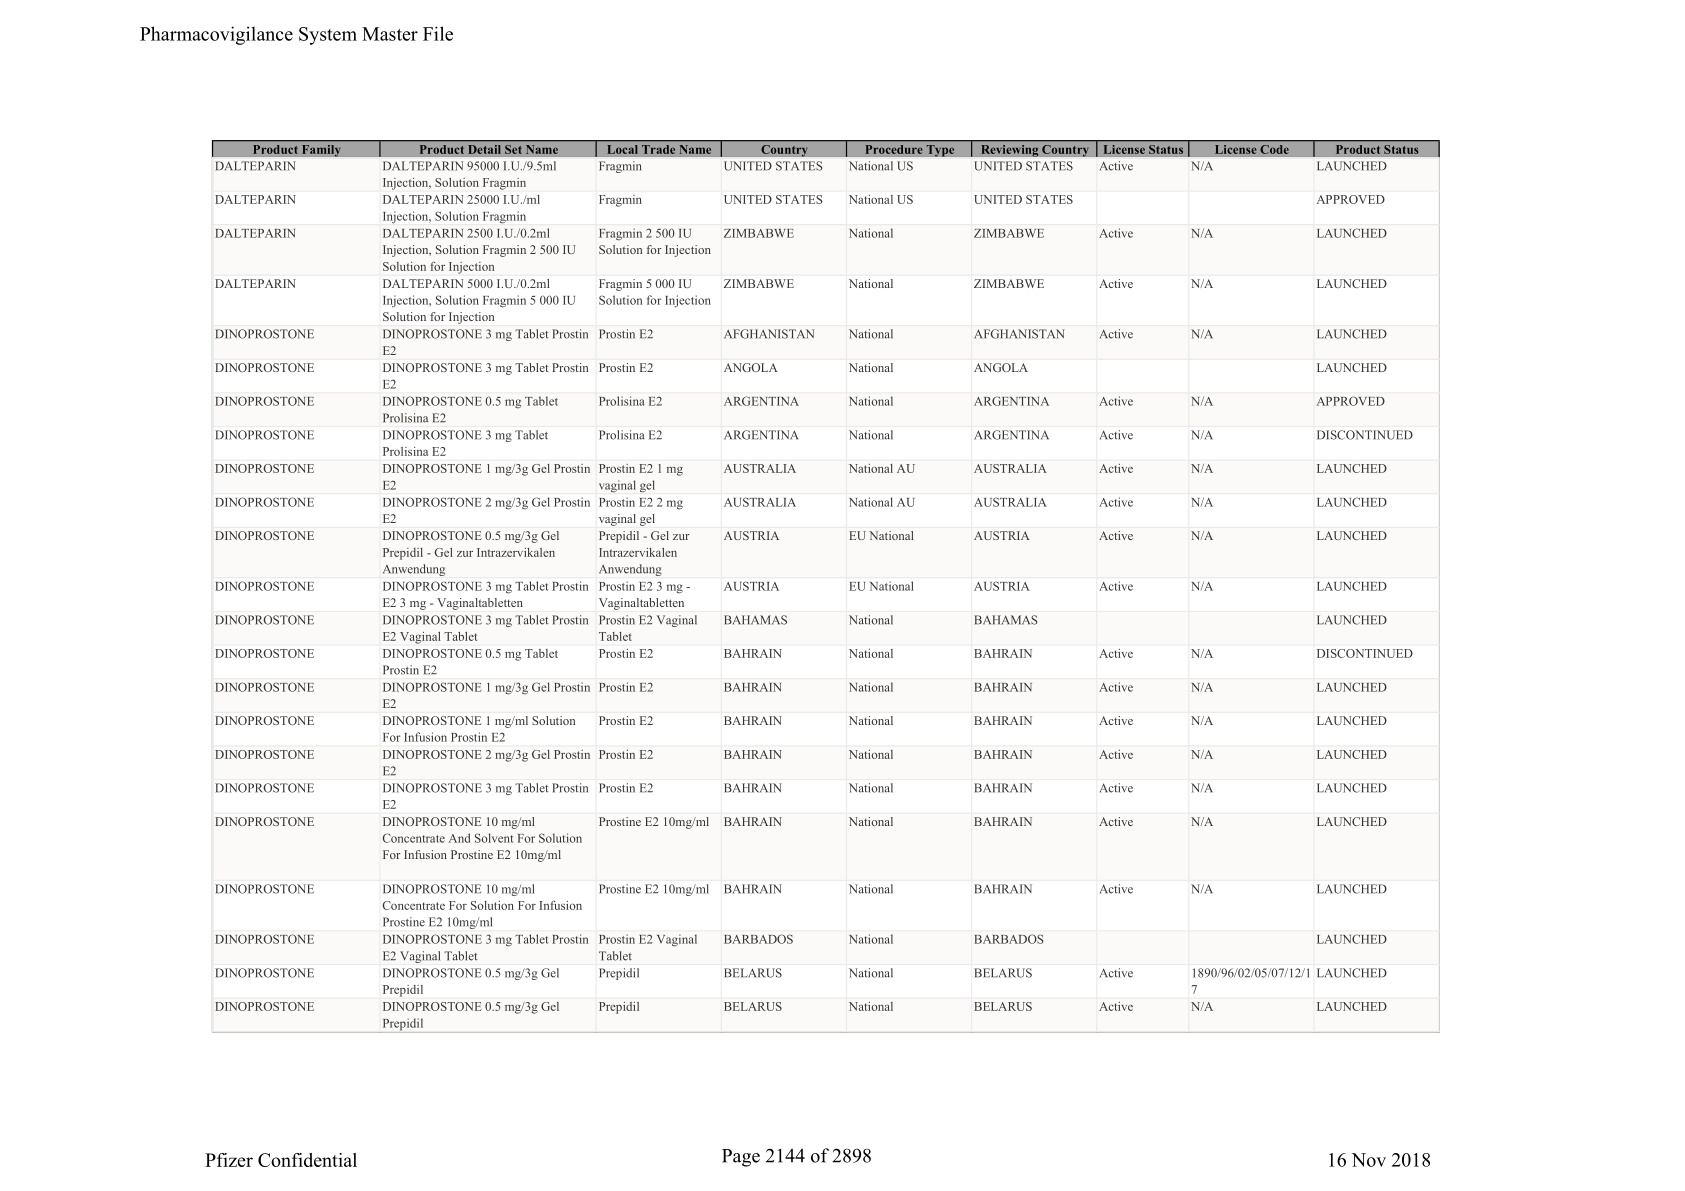 Pharmacovigilance System Master File
Product Family Product Detail Set Name Local Trade Name Country Procedure Type Reviewing Country License Status License Code Product Status
DALTEPARIN DALTEPARIN 95000 I.U./9.5ml Fragmin UNITED STATES National US UNITED STATES Active N/A LAUNCHED
Injection, Solution Fragmin
DALTEPARIN DALTEPARIN 25000 I.U./ml Fragmin UNITED STATES National US UNITED STATES APPROVED
Injection, Solution Fragmin
DALTEPARIN DALTEPARIN 2500 I.U./0.2ml Fragmin 2 500 IU ZIMBABWE National ZIMBABWE Active N/A LAUNCHED
Injection, Solution Fragmin 2 500 IU Solution for Injection
Solution for Injection
DALTEPARIN DALTEPARIN 5000 I.U./0.2ml Fragmin 5 000 IU ZIMBABWE National ZIMBABWE Active N/A LAUNCHED
Injection, Solution Fragmin 5 000 IU Solution for Injection
Solution for Injection
DINOPROSTONE DINOPROSTONE 3 mg Tablet Prostin Prostin E2 AFGHANISTAN National AFGHANISTAN Active N/A LAUNCHED
E2
DINOPROSTONE DINOPROSTONE 3 mg Tablet Prostin Prostin E2 ANGOLA National ANGOLA LAUNCHED
E2
DINOPROSTONE DINOPROSTONE 0.5 mg Tablet Prolisina E2 ARGENTINA National ARGENTINA Active N/A APPROVED
Prolisina E2
DINOPROSTONE DINOPROSTONE 3 mg Tablet Prolisina E2 ARGENTINA National ARGENTINA Active N/A DISCONTINUED
Prolisina E2
DINOPROSTONE DINOPROSTONE 1 mg/3g Gel Prostin Prostin E2 1 mg AUSTRALIA National AU AUSTRALIA Active N/A LAUNCHED
E2 vaginal gel
DINOPROSTONE DINOPROSTONE 2 mg/3g Gel Prostin Prostin E2 2 mg AUSTRALIA National AU AUSTRALIA Active N/A LAUNCHED
E2 vaginal gel
DINOPROSTONE DINOPROSTONE 0.5 mg/3g Gel Prepidil - Gel zur AUSTRIA EU National AUSTRIA Active N/A LAUNCHED
Prepidil - Gel zur Intrazervikalen Intrazervikalen
Anwendung Anwendung
DINOPROSTONE DINOPROSTONE 3 mg Tablet Prostin Prostin E2 3 mg - AUSTRIA EU National AUSTRIA Active N/A LAUNCHED
E2 3 mg - Vaginaltabletten Vaginaltabletten
DINOPROSTONE DINOPROSTONE 3 mg Tablet Prostin Prostin E2 Vaginal BAHAMAS National BAHAMAS LAUNCHED
E2 Vaginal Tablet Tablet
DINOPROSTONE DINOPROSTONE 0.5 mg Tablet Prostin E2 BAHRAIN National BAHRAIN Active N/A DISCONTINUED
Prostin E2
DINOPROSTONE DINOPROSTONE 1 mg/3g Gel Prostin Prostin E2 BAHRAIN National BAHRAIN Active N/A LAUNCHED
E2
DINOPROSTONE DINOPROSTONE 1 mg/ml Solution Prostin E2 BAHRAIN National BAHRAIN Active N/A LAUNCHED
For Infusion Prostin E2
DINOPROSTONE DINOPROSTONE 2 mg/3g Gel Prostin Prostin E2 BAHRAIN National BAHRAIN Active N/A LAUNCHED
E2
DINOPROSTONE DINOPROSTONE 3 mg Tablet Prostin Prostin E2 BAHRAIN National BAHRAIN Active N/A LAUNCHED
E2
DINOPROSTONE DINOPROSTONE 10 mg/ml Prostine E2 10mg/ml BAHRAIN National BAHRAIN Active N/A LAUNCHED
Concentrate And Solvent For Solution
For Infusion Prostine E2 10mg/ml
DINOPROSTONE DINOPROSTONE 10 mg/ml Prostine E2 10mg/ml BAHRAIN National BAHRAIN Active N/A LAUNCHED
Concentrate For Solution For Infusion
Prostine E2 10mg/ml
DINOPROSTONE DINOPROSTONE 3 mg Tablet Prostin Prostin E2 Vaginal BARBADOS National BARBADOS LAUNCHED
E2 Vaginal Tablet Tablet
DINOPROSTONE DINOPROSTONE 0.5 mg/3g Gel Prepidil BELARUS National BELARUS Active 1890/96/02/05/07/12/1 LAUNCHED
Prepidil 7
DINOPROSTONE DINOPROSTONE 0.5 mg/3g Gel Prepidil BELARUS National BELARUS Active N/A LAUNCHED
Prepidil
Pfizer Confidential Page 2144 of 2898 16 Nov 2018